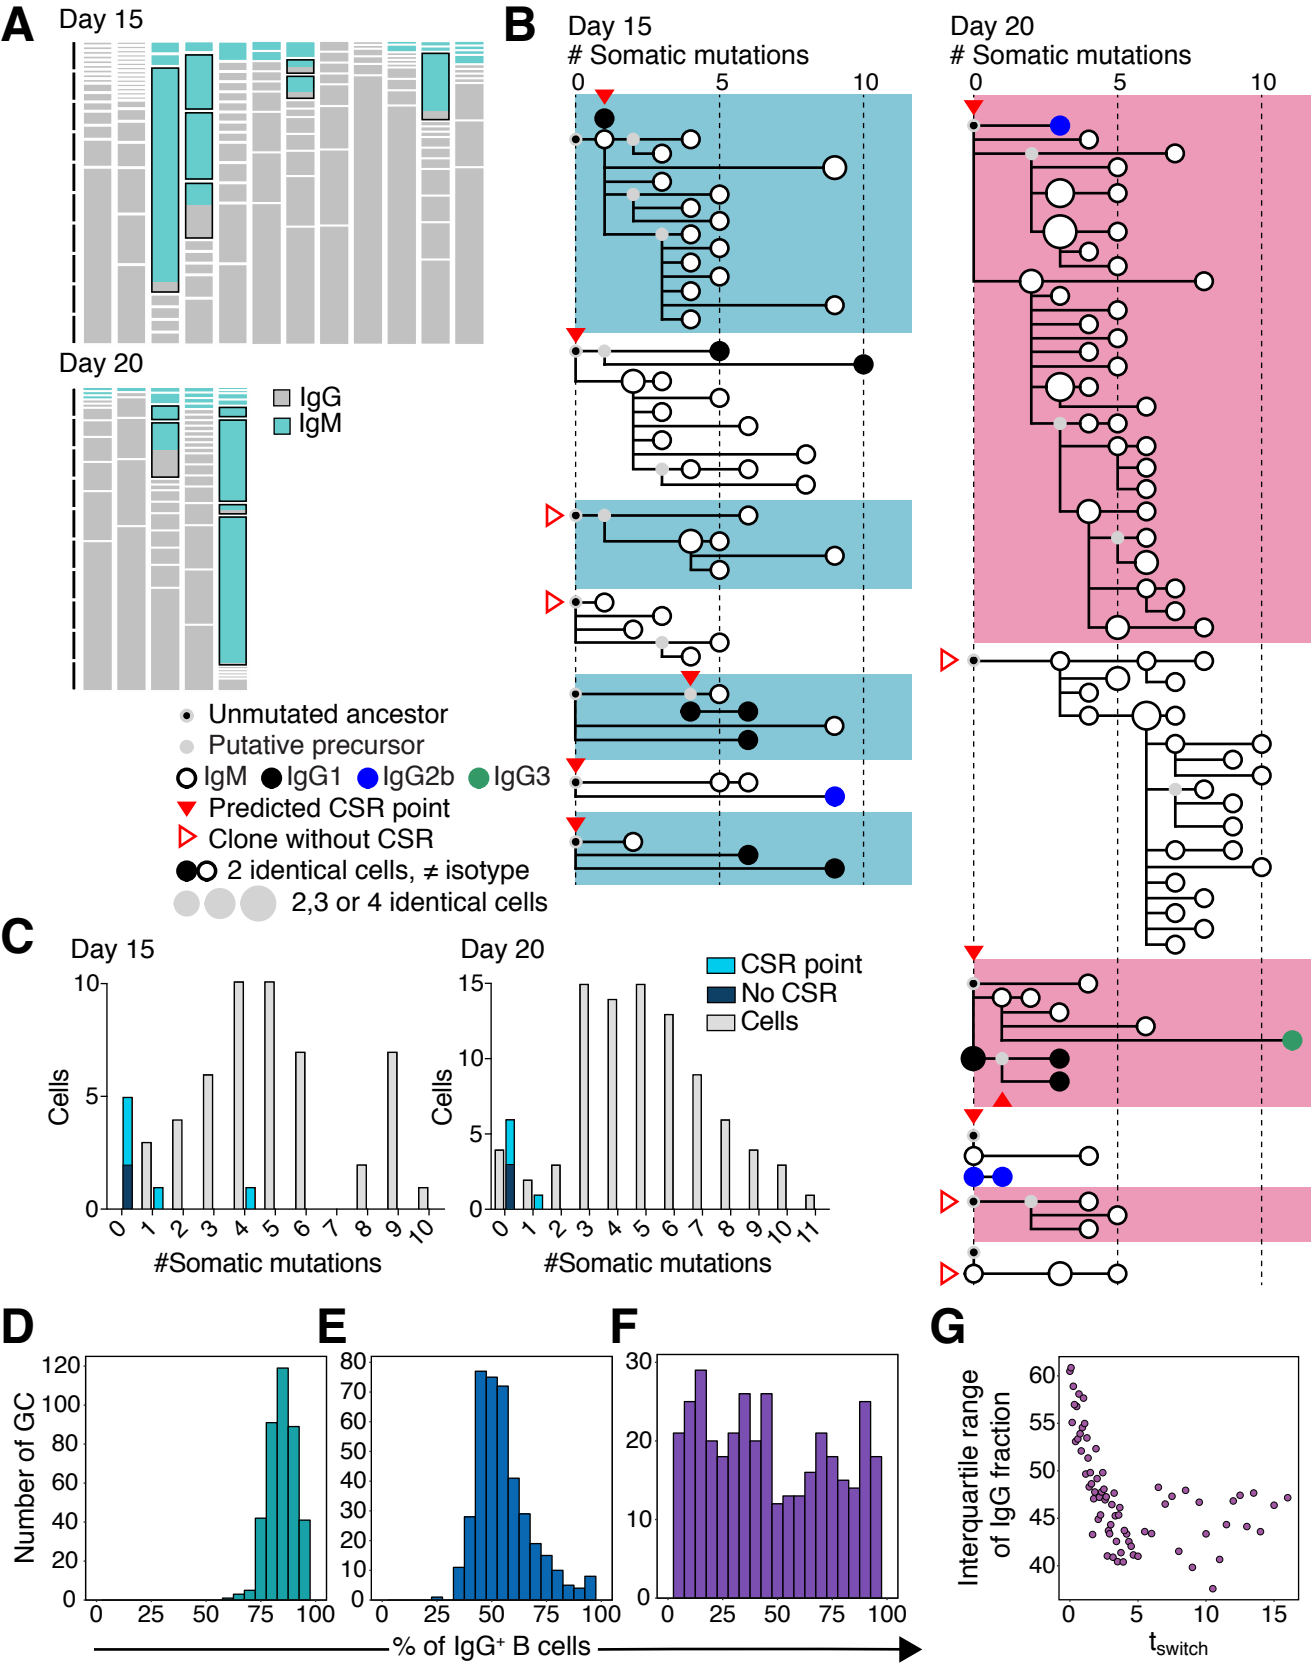 A
Day 15
Day 20
IgG
IgM
Unmutated ancestor
Putative precursor
IgM IgG1 IgG2b IgG3
Predicted CSR point
Clone without CSR
2 identical cells, ≠ isotype
2,3 or 4 identical cells
B
Day 15
# Somatic mutations
0 5 10
Day 20
# Somatic mutations
0 5 10
C
Day 15
10
5
0
Cells
0 1 2 3 4 5 6 7 8 9 10
#Somatic mutations
Day 20
15
10
5
0
Cells
0 1 2 3 4 5 6 7 8 9 10 11
#Somatic mutations
CSR point
No CSR
Cells
D
Number of GC
120
100
80
60
40
20
0
0 25 50 75 100
E
80
70
60
50
40
30
20
10
0
0 25 50 75 100
F
30
20
10
0
0 25 50 75 100
% of IgG⁺ B cells
G
Interquartile range
of IgG fraction
60
55
50
45
40
0 5 10 15
tswitch